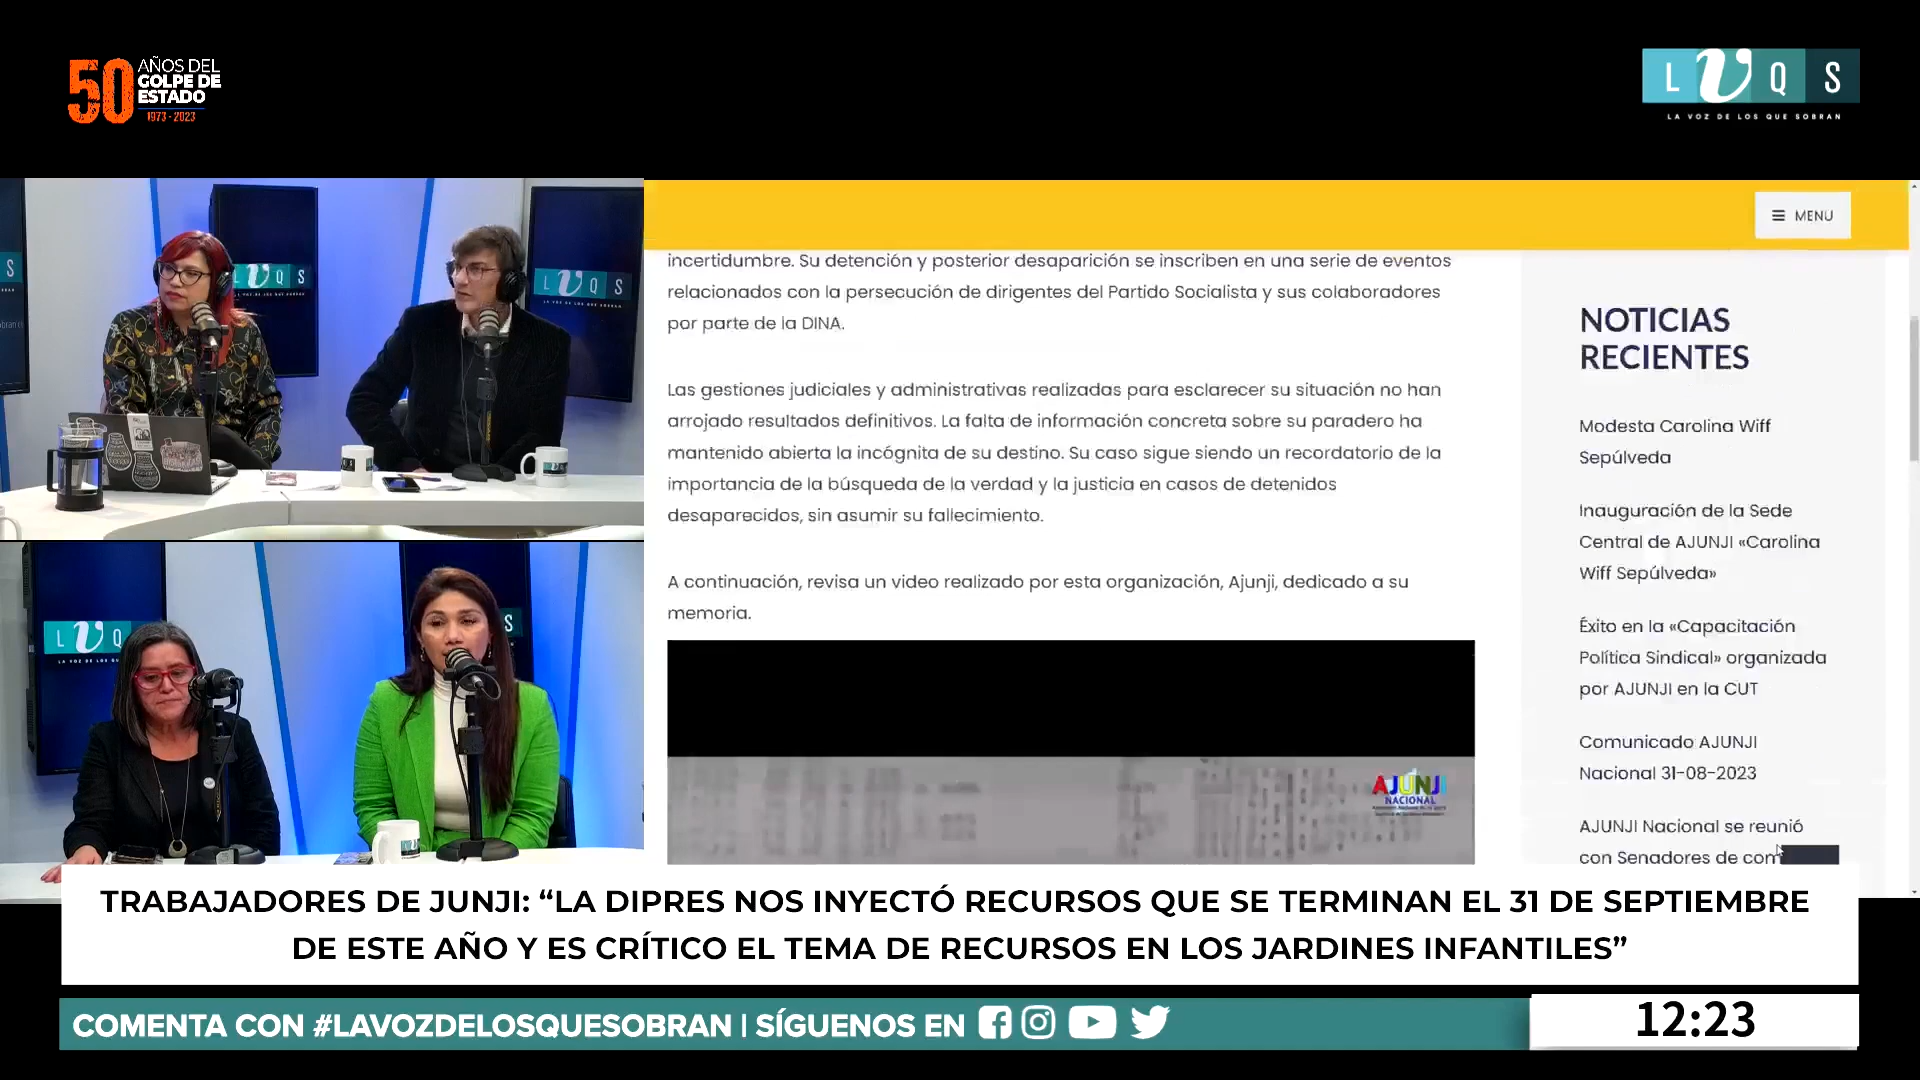 50 AÑOS DEL
GOLPE DE
ESTADO
1973 - 2023
L V Q S
LA VOZ DE LOS QUE SOBRAN
MENU
incertidumbre. Su detención y posterior desaparición se inscriben en una serie de eventos
relacionados con la persecución de dirigentes del Partido Socialista y sus colaboradores
por parte de la DINA.
Las gestiones judiciales y administrativas realizadas para esclarecer su situación no han
arrojado resultados definitivos. La falta de información concreta sobre su paradero ha
mantenido abierta la incógnita de su destino. Su caso sigue siendo un recordatorio de la
importancia de la búsqueda de la verdad y la justicia en casos de detenidos
desaparecidos, sin asumir su fallecimiento.
A continuación, revisa un video realizado por esta organización, Ajunji, dedicado a su
memoria.
AJUNJI
NACIONAL
NOTICIAS
RECIENTES
Modesta Carolina Wiff
Sepúlveda
Inauguración de la Sede
Central de AJUNJI «Carolina
Wiff Sepúlveda»
Éxito en la «Capacitación
Política Sindical» organizada
por AJUNJI en la CUT
Comunicado AJUNJI
Nacional 31-08-2023
AJUNJI Nacional se reunió
con Senadores de com
L V Q S
L V Q S
L V Q
S
S
TRABAJADORES DE JUNJI: “LA DIPRES NOS INYECTÓ RECURSOS QUE SE TERMINAN EL 31 DE SEPTIEMBRE
DE ESTE AÑO Y ES CRÍTICO EL TEMA DE RECURSOS EN LOS JARDINES INFANTILES”
COMENTA CON #LAVOZDELOSQUESOBRAN | SÍGUENOS EN
12:23